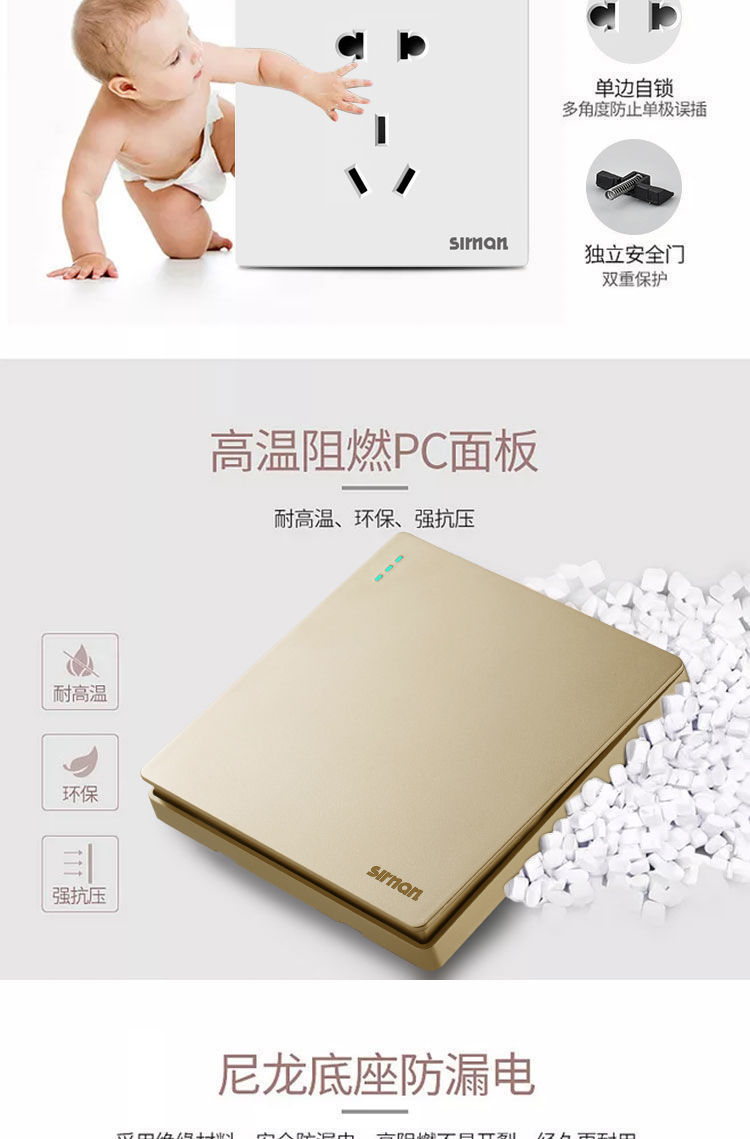 单边自锁
多角度防止单极误插
独立安全门
双重保护
sirnan
高温阻燃PC面板
耐高温、环保、强抗压
耐高温
环保
强抗压
sirnan
尼龙底座防漏电